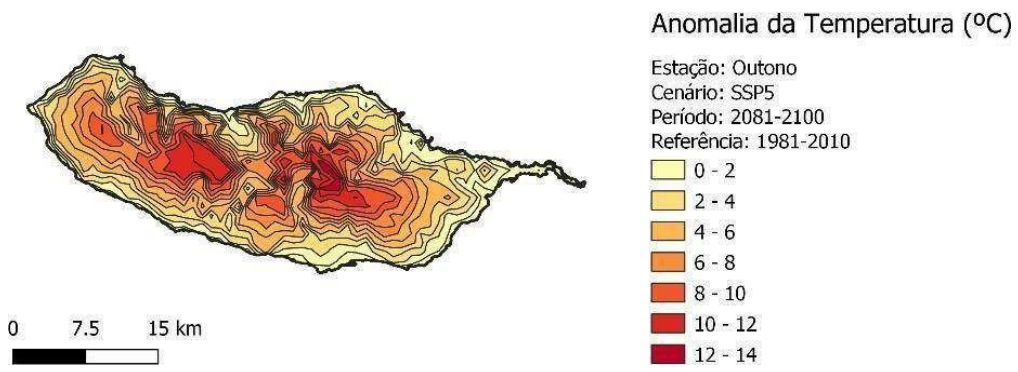 Anomalia da Temperatura (ºC)
Estação: Outono
Cenário: SSP5
Período: 2081-2100
Referência: 1981-2010
0 - 2
2 - 4
4 - 6
6 - 8
8 - 10
10 - 12
12 - 14
0 7.5 15 km